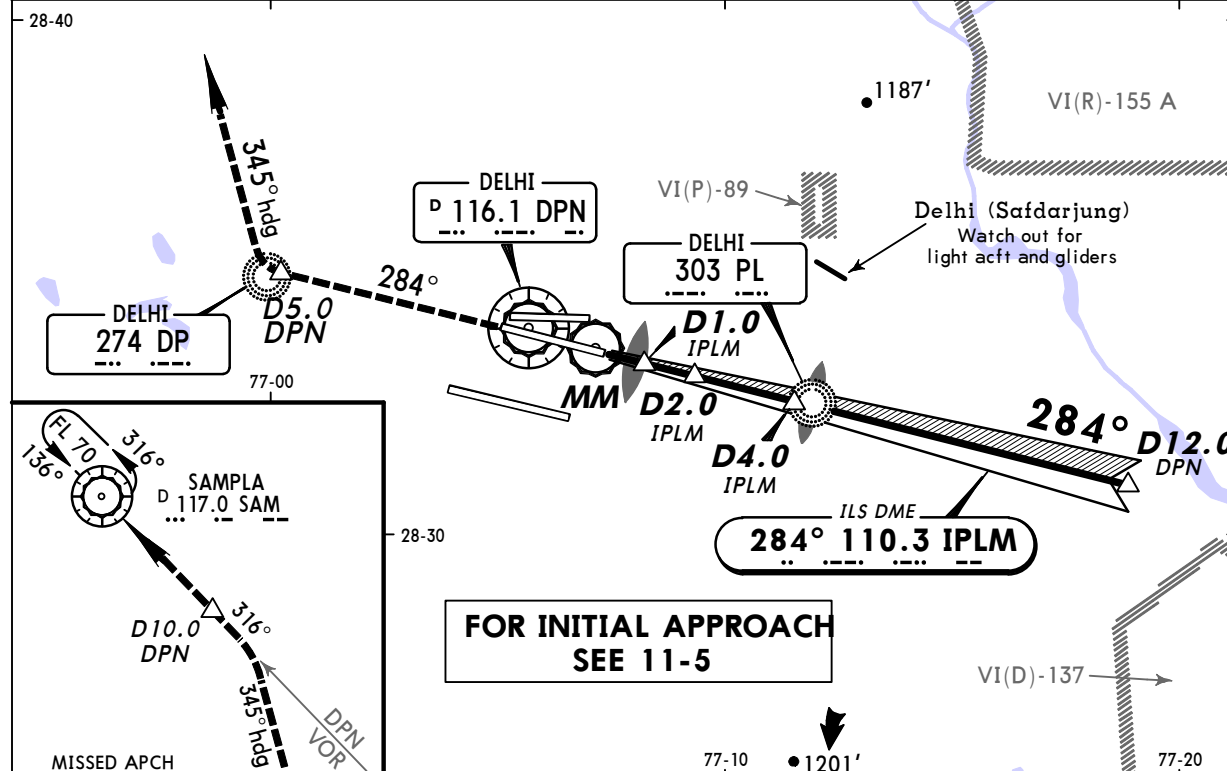 28-40
1187'
VI(R)-155 A
345° hdg
DELHI
D 116.1 DPN
VI(P)-89
Delhi (Safdarjung)
Watch out for
light acft and gliders
DELHI
303 PL
284°
D5.0
DPN
DELHI
274 DP
D1.0
IPLM
77-00
MM
D2.0
IPLM
D4.0
IPLM
284°
D12.0
DPN
ILS DME
284° 110.3 IPLM
FL 70
136°
316°
SAMPLA
D 117.0 SAM
28-30
D10.0
DPN
316°
345° hdg
DPN
VOR
MISSED APCH
FOR INITIAL APPROACH
SEE 11-5
VI(D)-137
77-10
1201'
77-20